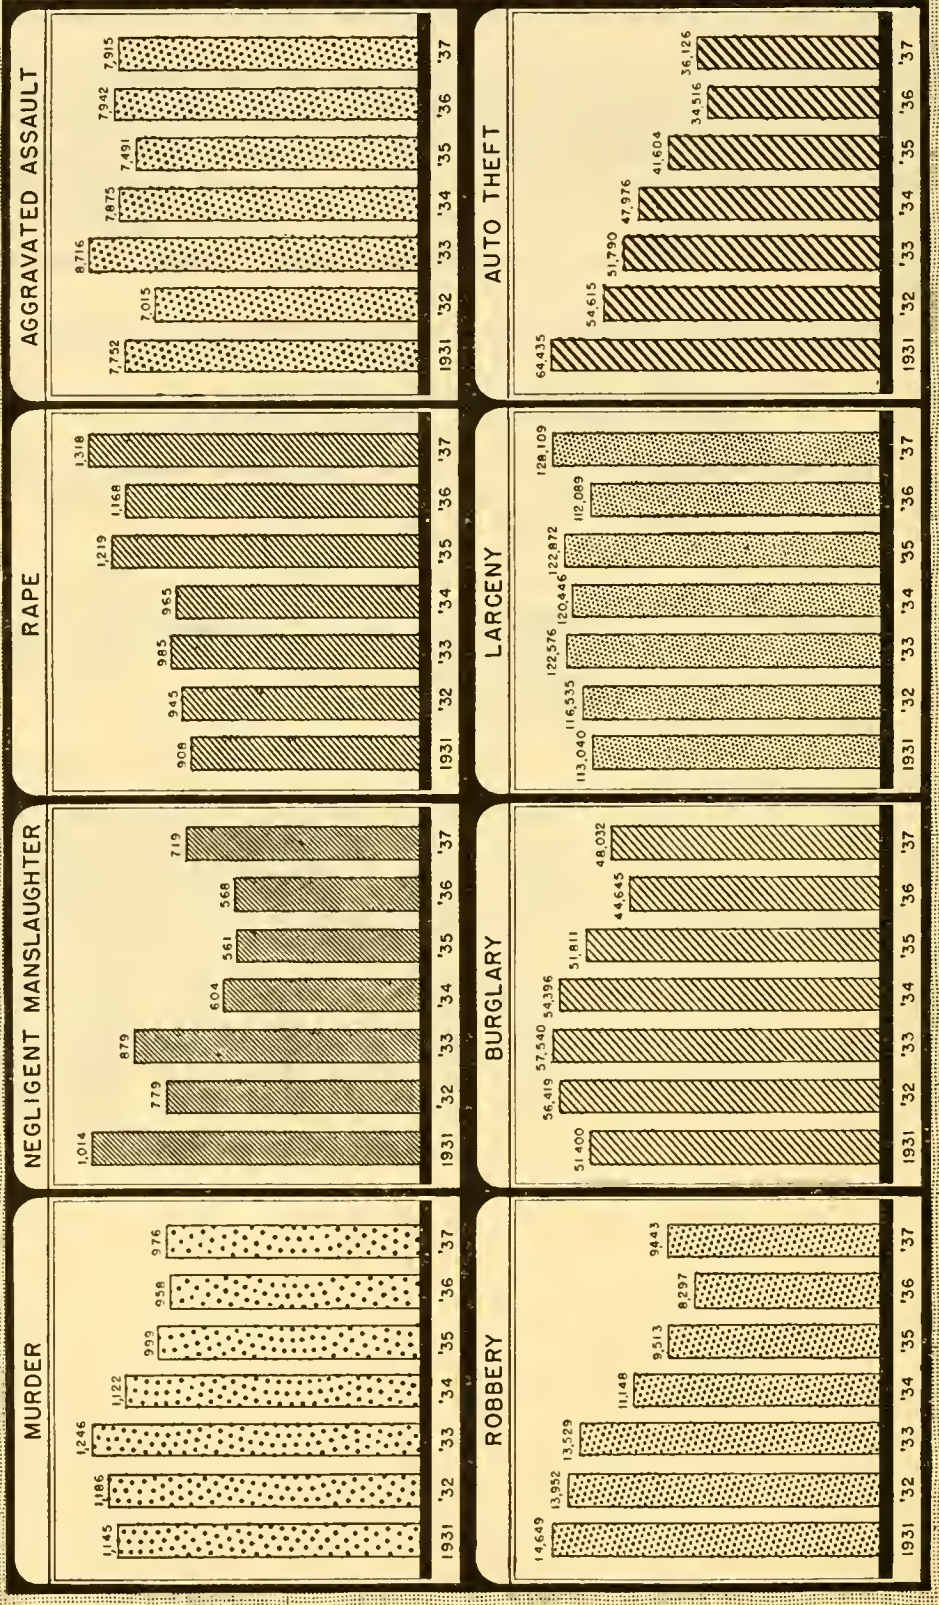 MURDER
1,145 1,186 1,246 1,122 999 958 976
1931 '32 '33 '34 '35 '36 '37
NEGLIGENT MANSLAUGHTER
1,014 779 879 604 561 568 719
1931 '32 '33 '34 '35 '36 '37
RAPE
908 945 985 965 1,219 1,168 1,318
1931 '32 '33 '34 '35 '36 '37
AGGRAVATED ASSAULT
7,752 7,015 8,716 7,875 7,491 7,942 7,915
1931 '32 '33 '34 '35 '36 '37
ROBBERY
14,649 13,952 13,529 11,148 9,513 8,297 9443
1931 '32 '33 '34 '35 '36 '37
BURGLARY
51 400 56,419 57,540 54,396 51,811 44,645 48,032
1931 '32 '33 '34 '35 '36 '37
LARCENY
113,040 116,535 122,576 120,446 122,872 112,089 128,109
1931 '32 '33 '34 '35 '36 '37
AUTO THEFT
64,435 54,615 51,790 47,976 41,604 34,516 36,126
1931 '32 '33 '34 '35 '36 '37